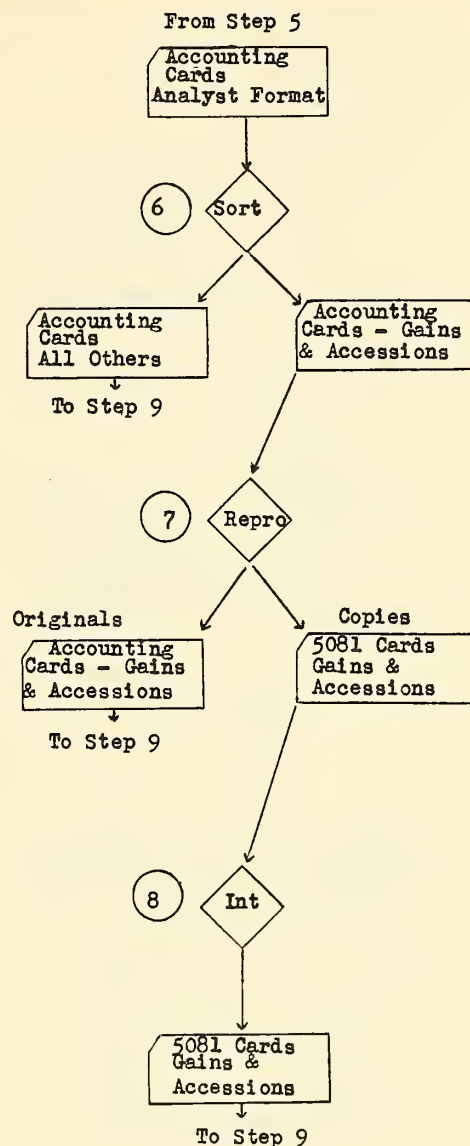 From Step 5
Accounting
Cards
Analyst Format
6
Sort
Accounting
Cards
All Others
To Step 9
Accounting
Cards - Gains
& Accessions
7
Repro
Originals
Accounting
Cards - Gains
& Accessions
To Step 9
Copies
5081 Cards
Gains &
Accessions
8
Int
5081 Cards
Gains &
Accessions
To Step 9